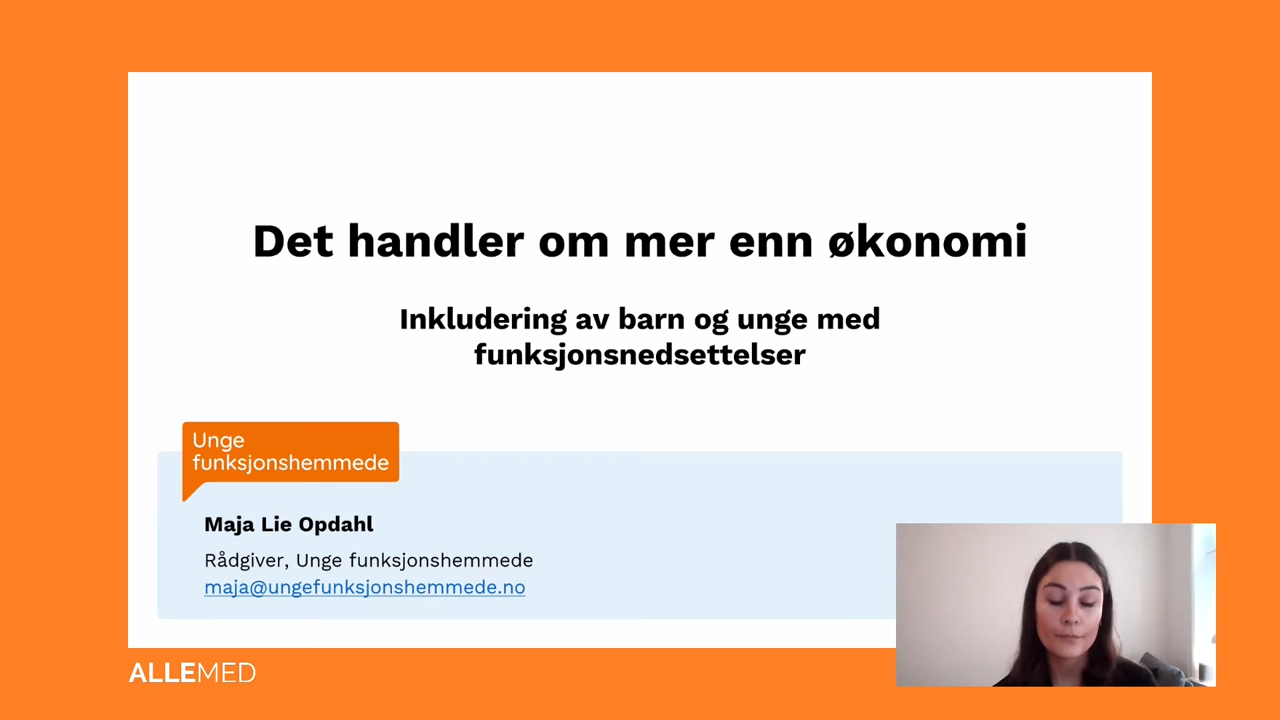 Det handler om mer enn økonomi
Inkludering av barn og unge med
funksjonsnedsettelser
Unge
funksjonshemmede
Maja Lie Opdahl
Rådgiver, Unge funksjonshemmede
maja@ungefunksjonshemmede.no
ALLEMED